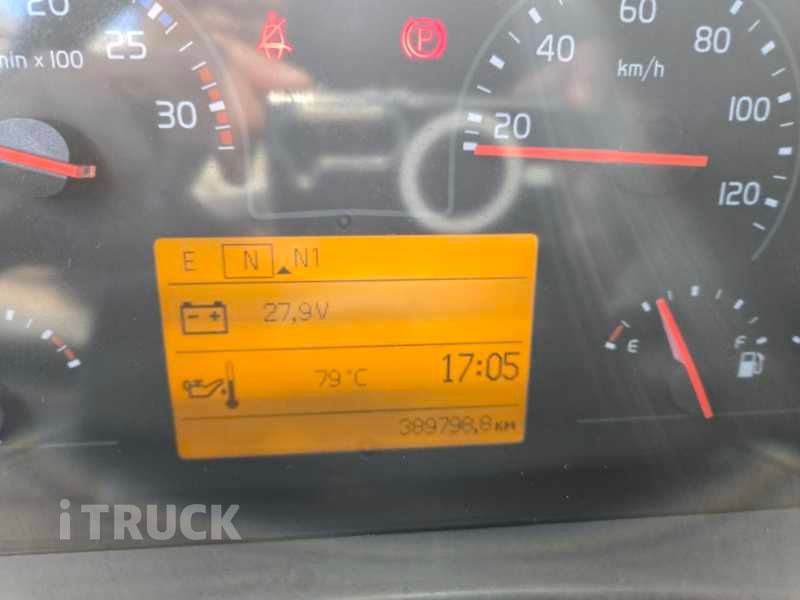 20
25
30
min x 100
P
20
40
60
80
100
120
km/h
E N N1
- +
27,9V
79°C 17:05
389798,8 км
E F
iTRUCK